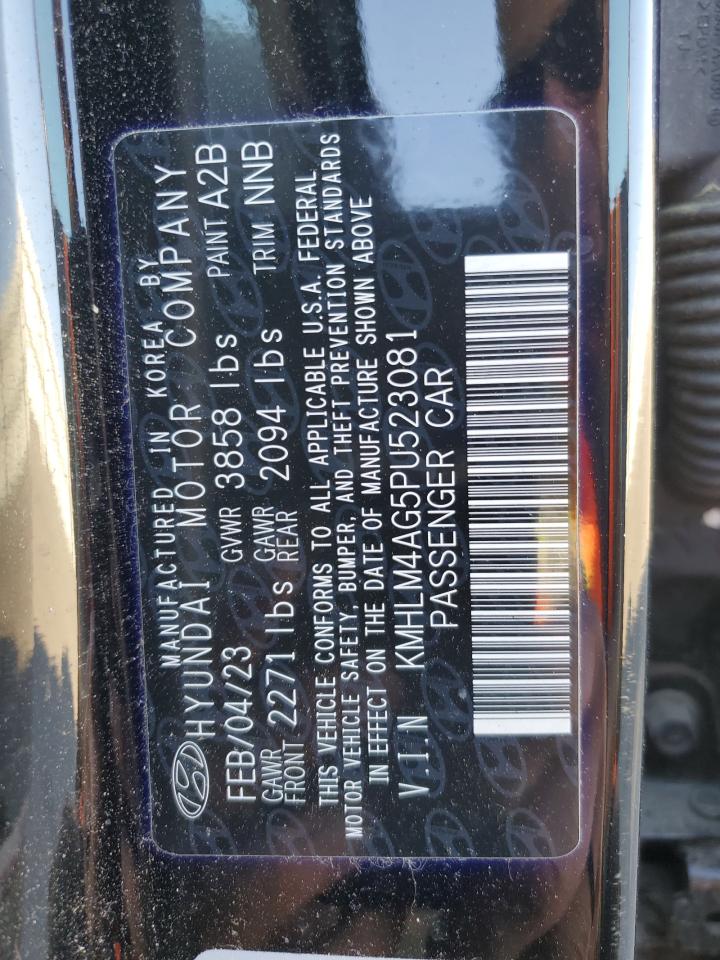 MANUFACTURED IN KOREA BY
HYUNDAI MOTOR COMPANY
FEB/04/23 GVWR 3858 lbs PAINT A2B
GAWR FRONT 2271 lbs GAWR REAR 2094 lbs TRIM NNB
THIS VEHICLE CONFORMS TO ALL APPLICABLE U.S.A. FEDERAL
MOTOR VEHICLE SAFETY, BUMPER, AND THEFT PREVENTION STANDARDS
IN EFFECT ON THE DATE OF MANUFACTURE SHOWN ABOVE
V.I.N KMHLM4AG5PU523081
PASSENGER CAR